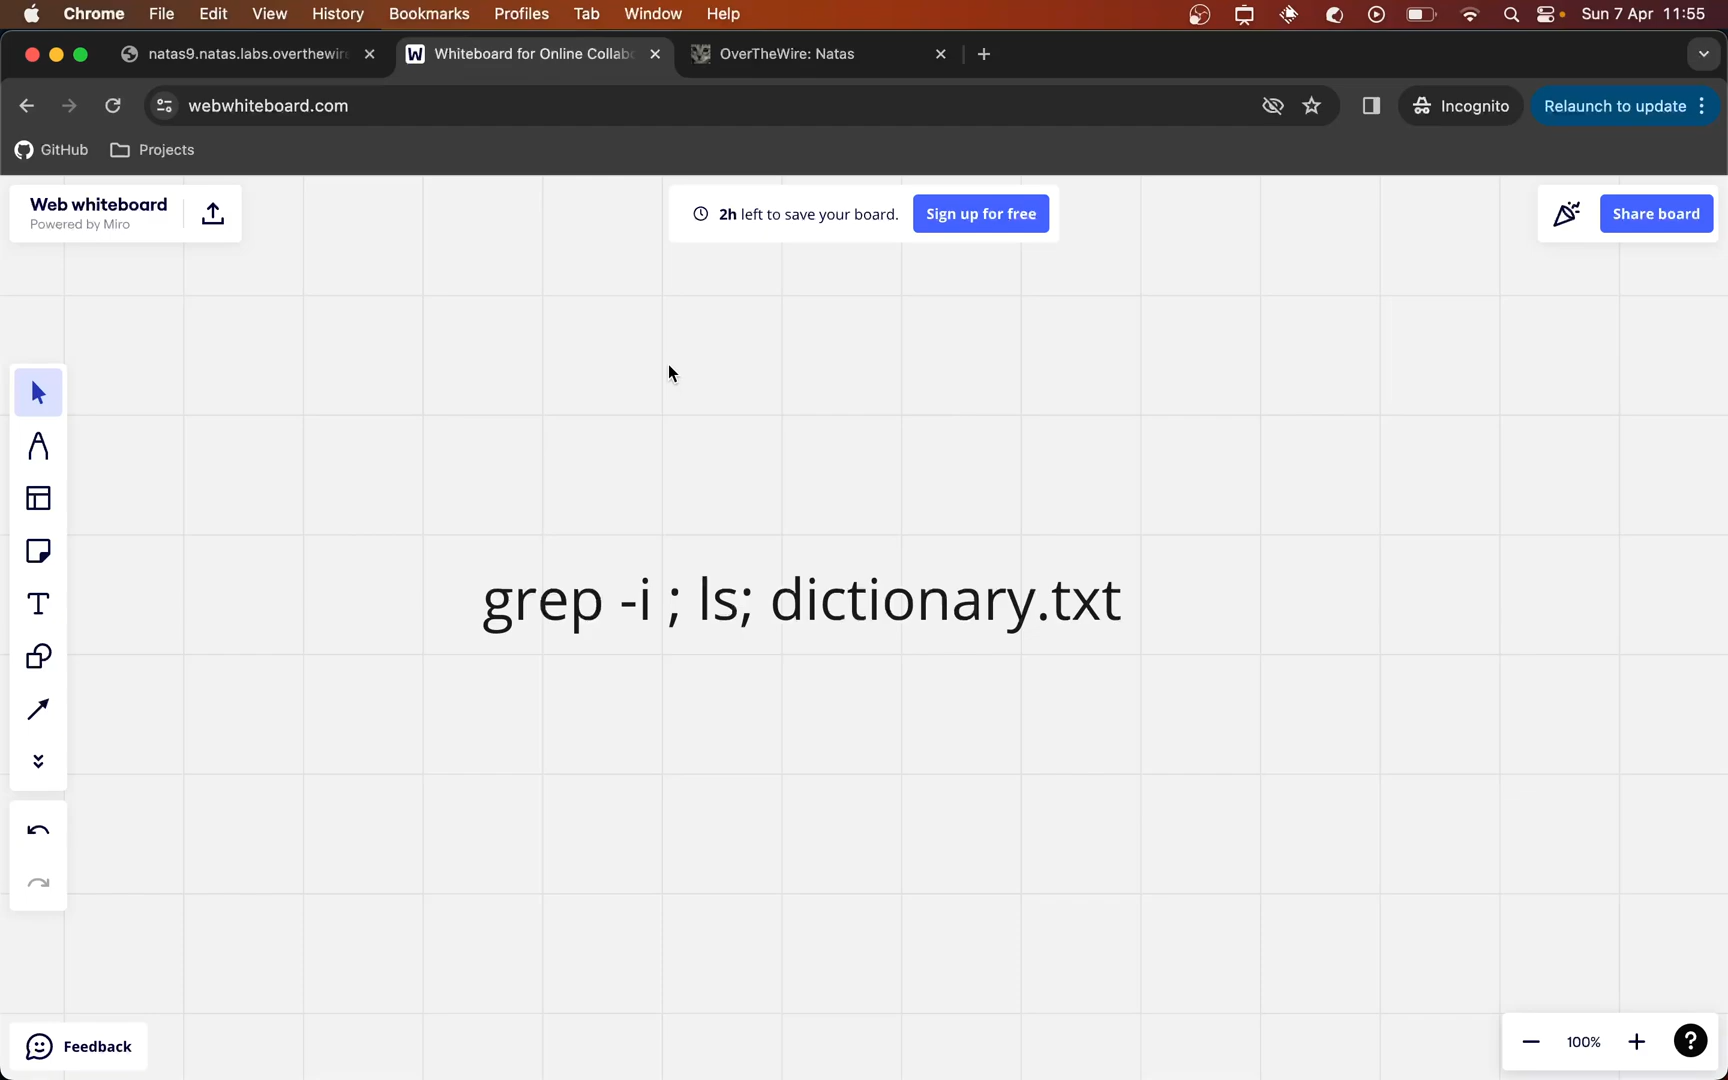 Chrome File Edit View History Bookmarks Profiles Tab Window Help Sun 7 Apr 11:55
natas9.natas.labs.overthewir W Whiteboard for Online Collabo OverTheWire: Natas
webwhiteboard.com Incognito Relaunch to update
GitHub Projects
Web whiteboard
Powered by Miro
2h left to save your board. Sign up for free
Share board
grep -i ; ls; dictionary.txt
Feedback
100% ?